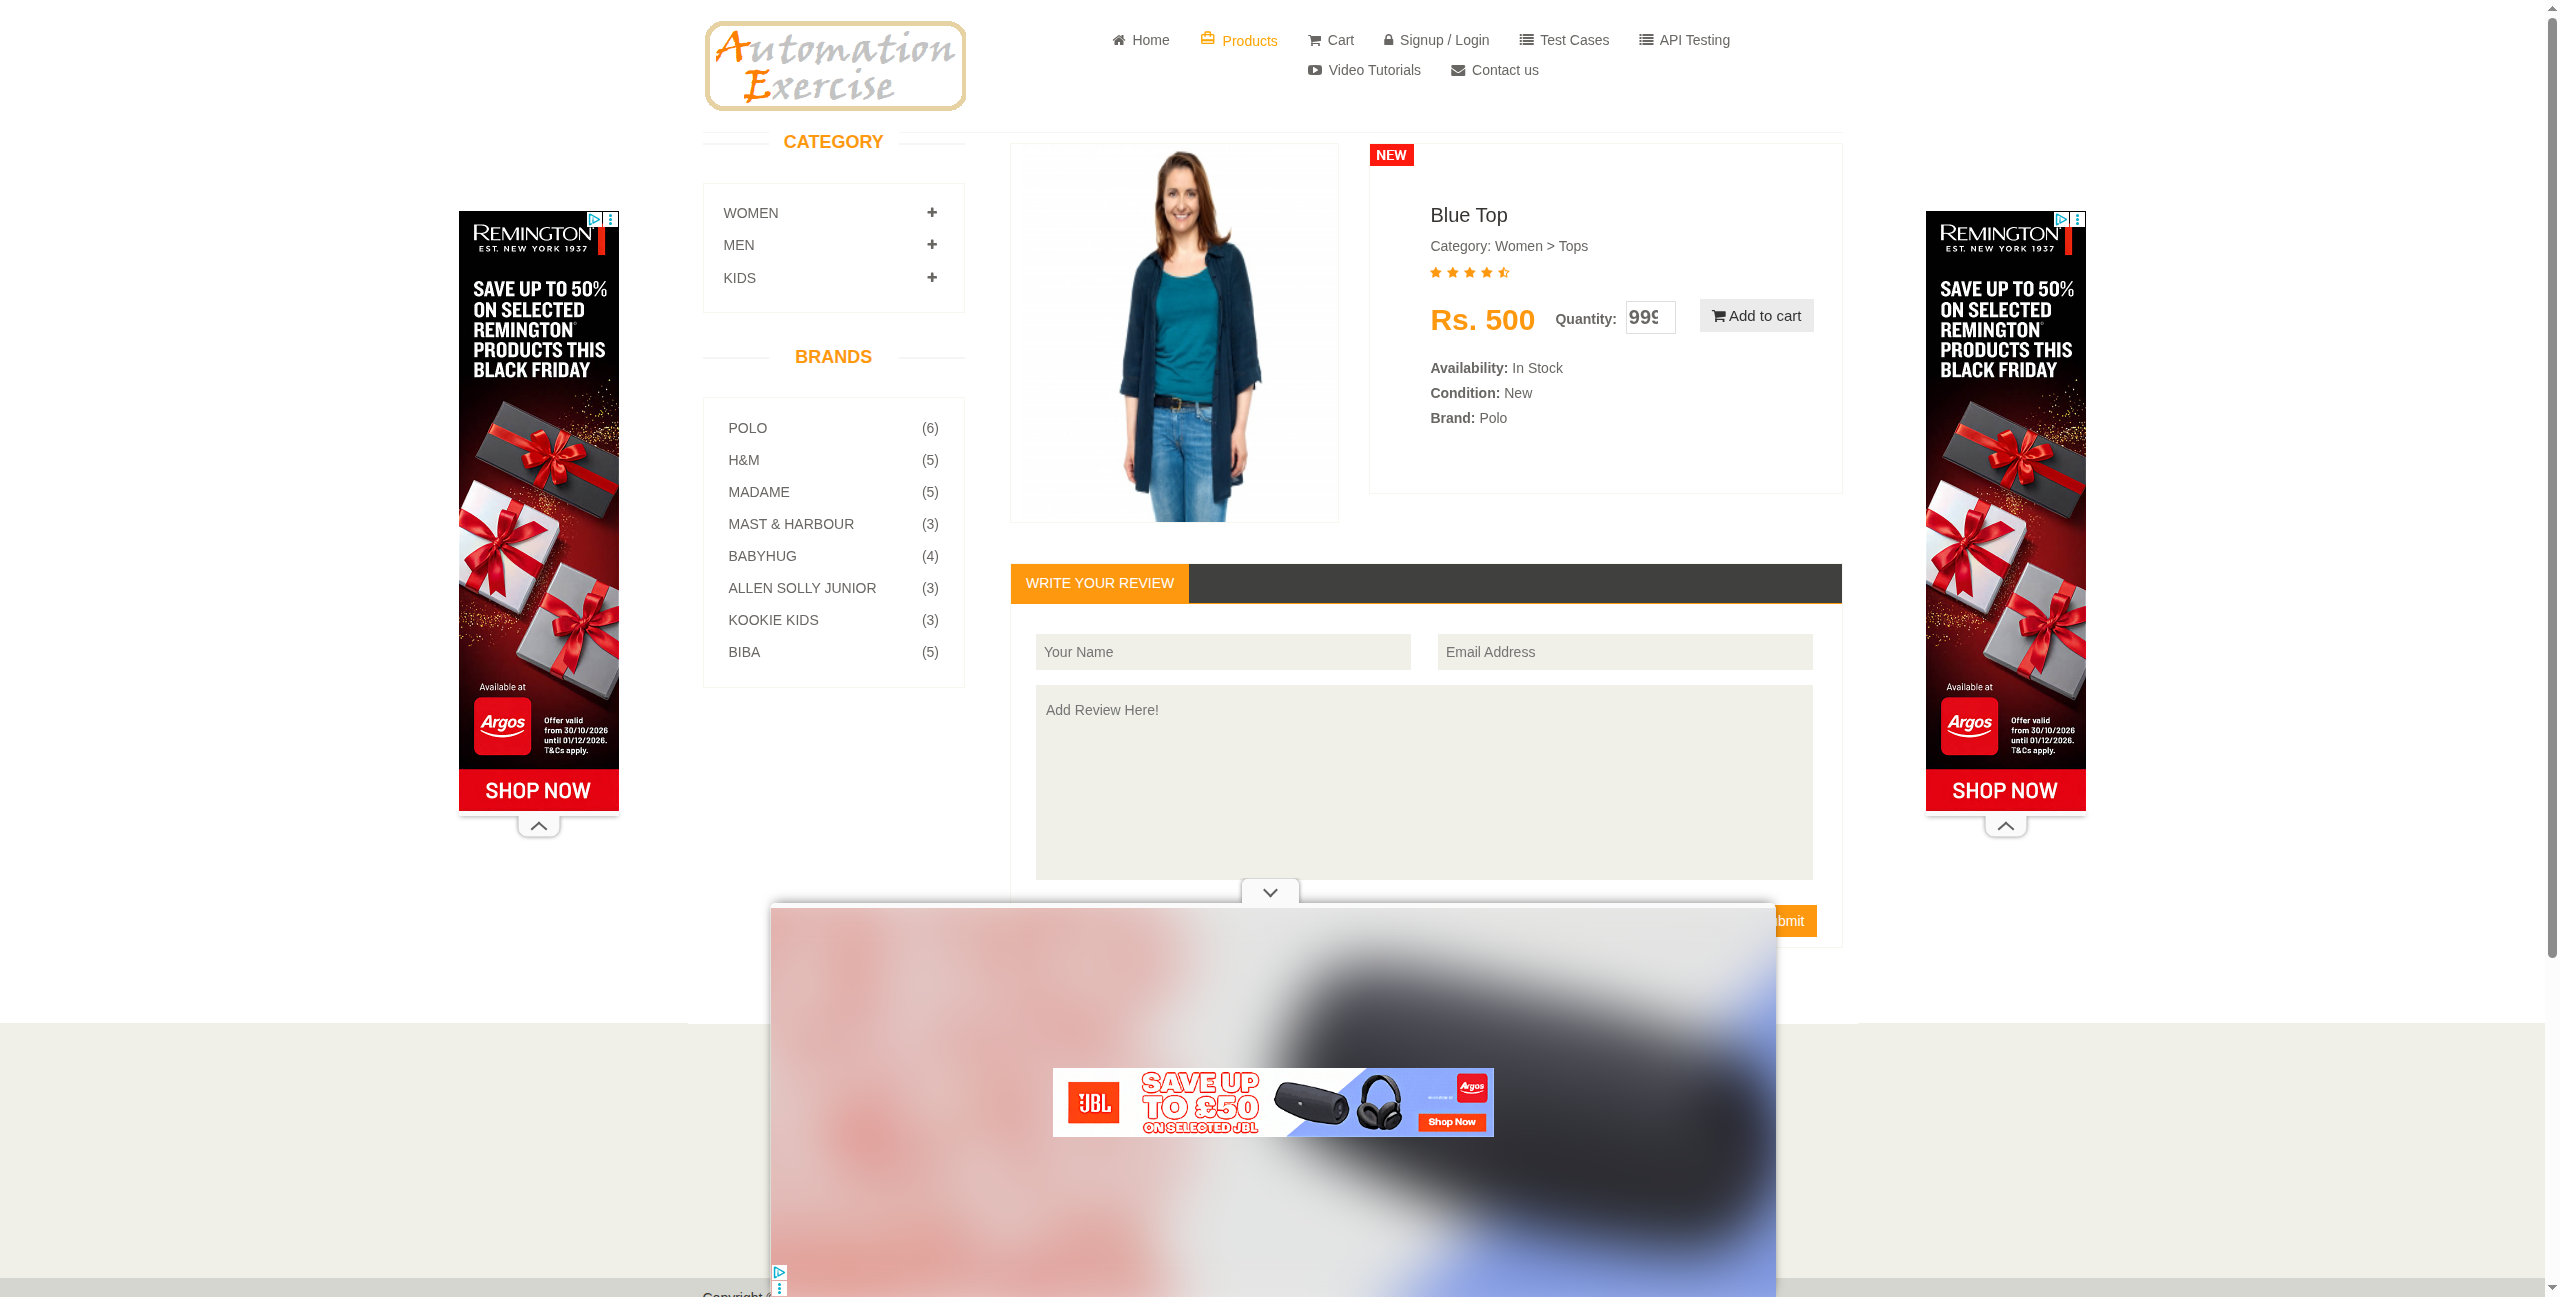 Automation
Exercise
Home
Products
Cart
Signup / Login
Test Cases
API Testing
Video Tutorials
Contact us
CATEGORY
WOMEN
MEN
KIDS
BRANDS
POLO (6)
H&M (5)
MADAME (5)
MAST & HARBOUR (3)
BABYHUG (4)
ALLEN SOLLY JUNIOR (3)
KOOKIE KIDS (3)
BIBA (5)
NEW
Blue Top
Category: Women > Tops
Rs. 500 Quantity: 999 Add to cart
Availability: In Stock
Condition: New
Brand: Polo
WRITE YOUR REVIEW
Your Name
Email Address
Add Review Here!
bmit
REMINGTON
EST. NEW YORK 1937
SAVE UP TO 50%
ON SELECTED
REMINGTON®
PRODUCTS THIS
BLACK FRIDAY
Available at
Argos
Offer valid
from 30/10/2026
until 01/12/2026.
T&Cs apply.
SHOP NOW
REMINGTON
EST. NEW YORK 1937
SAVE UP TO 50%
ON SELECTED
REMINGTON®
PRODUCTS THIS
BLACK FRIDAY
Available at
Argos
Offer valid
from 30/10/2026
until 01/12/2026.
T&Cs apply.
SHOP NOW
JBL
SAVE UP
TO £50
ON SELECTED JBL
Argos
Shop Now
Copyright ©